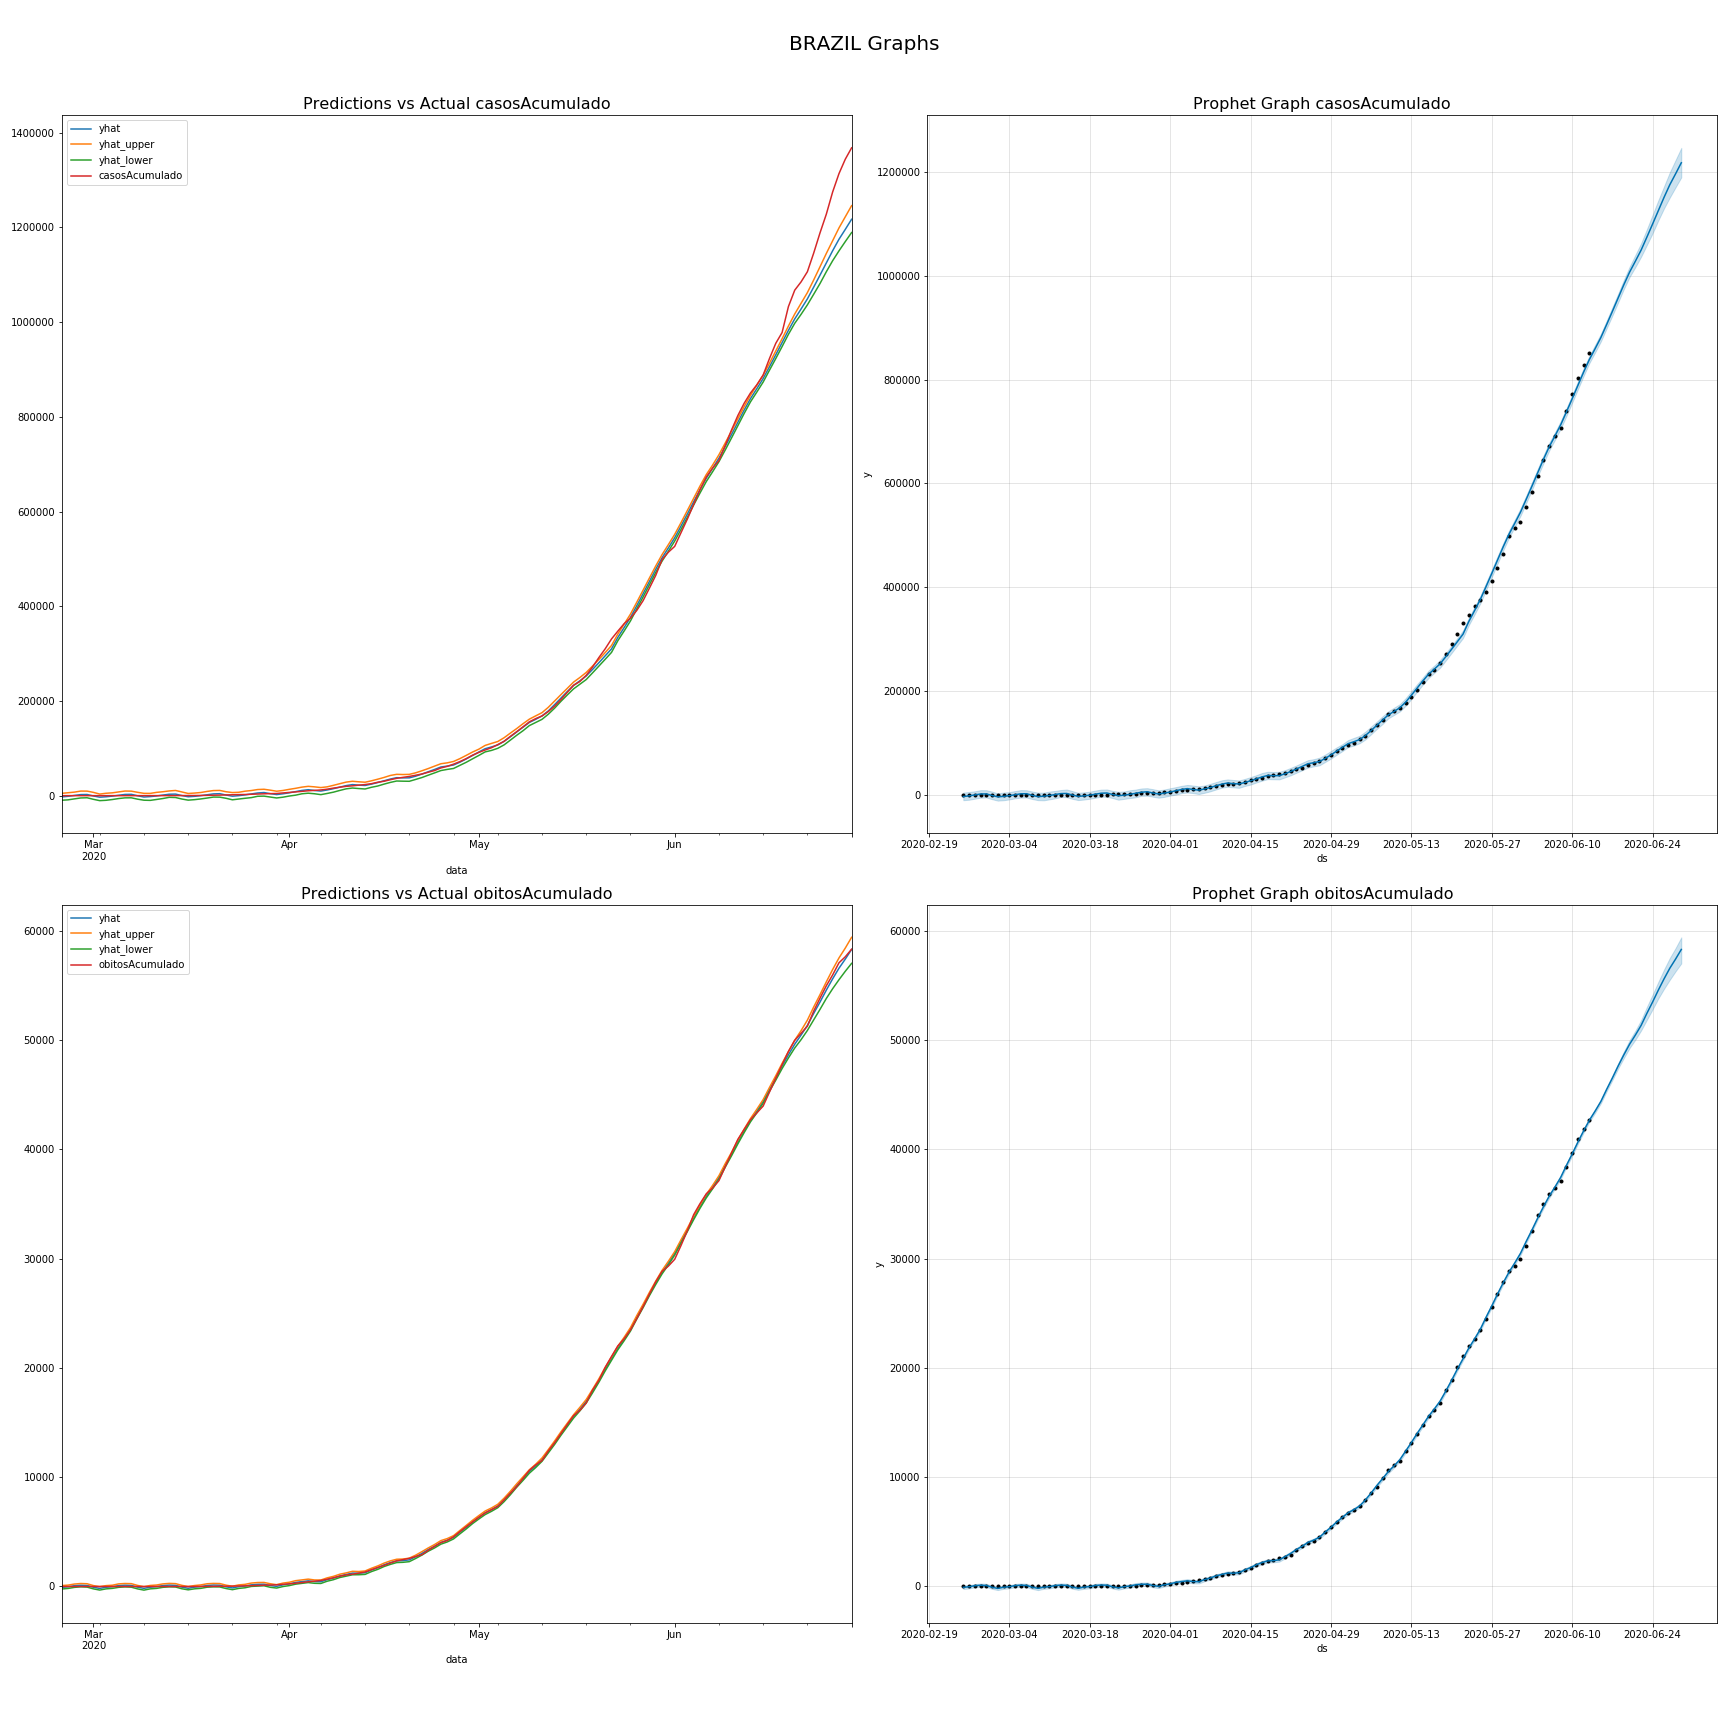 BRAZIL Graphs
Predictions vs Actual casosAcumulado
yhat
yhat_upper
yhat_lower
casosAcumulado
1400000
1200000
1000000
800000
600000
400000
200000
0
Mar
2020
Apr
May
Jun
data
Prophet Graph casosAcumulado
y
1200000
1000000
800000
600000
400000
200000
0
2020-02-19
2020-03-04
2020-03-18
2020-04-01
2020-04-15
2020-04-29
2020-05-13
2020-05-27
2020-06-10
2020-06-24
ds
Predictions vs Actual obitosAcumulado
yhat
yhat_upper
yhat_lower
obitosAcumulado
60000
50000
40000
30000
20000
10000
0
Mar
2020
Apr
May
Jun
data
Prophet Graph obitosAcumulado
y
60000
50000
40000
30000
20000
10000
0
2020-02-19
2020-03-04
2020-03-18
2020-04-01
2020-04-15
2020-04-29
2020-05-13
2020-05-27
2020-06-10
2020-06-24
ds